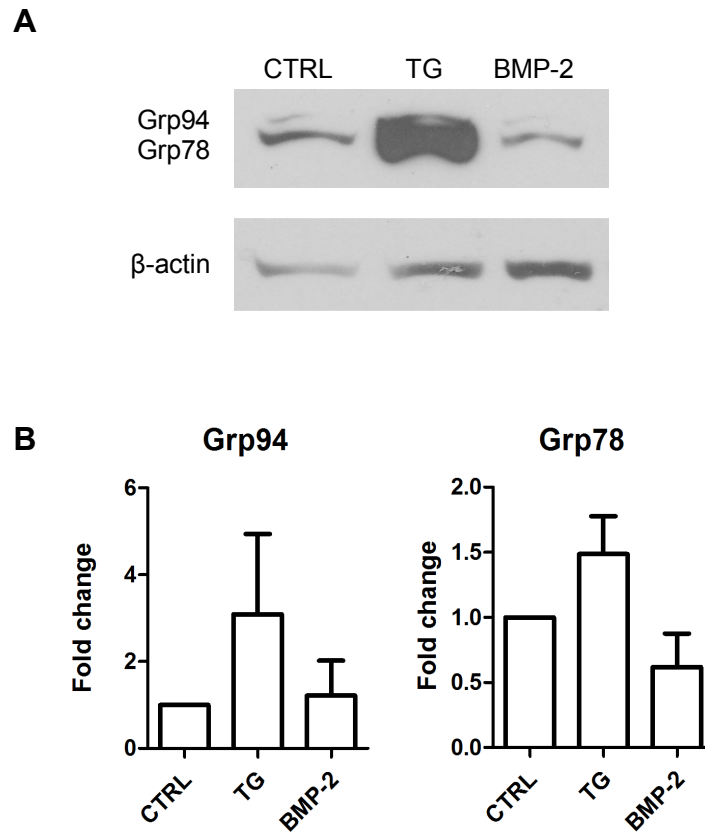 A
CTRL TG BMP-2
Grp94
Grp78
β-actin
B
Grp94 Grp78
6
4
2
0
Fold change
CTRL TG BMP-2
2.0
1.5
1.0
0.5
0.0
Fold change
CTRL TG BMP-2